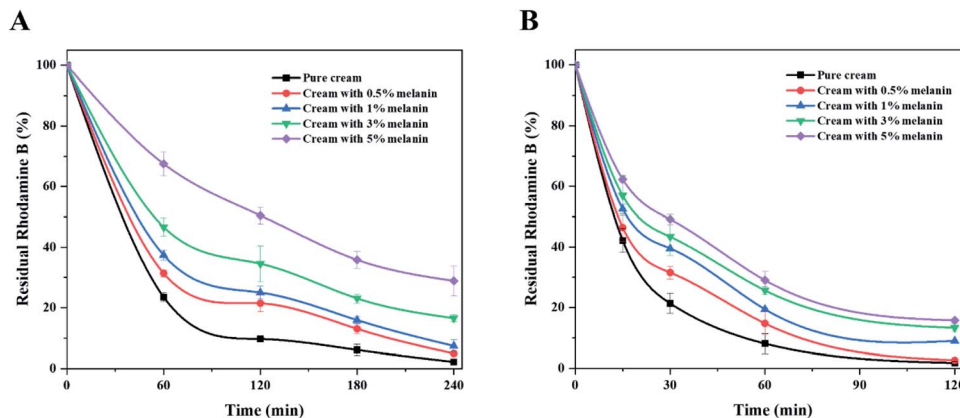 A
Residual Rhodamine B (%)
100
80
60
40
20
0
Pure cream
Cream with 0.5% melanin
Cream with 1% melanin
Cream with 3% melanin
Cream with 5% melanin
0 60 120 180 240
Time (min)
B
Residual Rhodamine B (%)
100
80
60
40
20
0
Pure cream
Cream with 0.5% melanin
Cream with 1% melanin
Cream with 3% melanin
Cream with 5% melanin
0 30 60 90 120
Time (min)